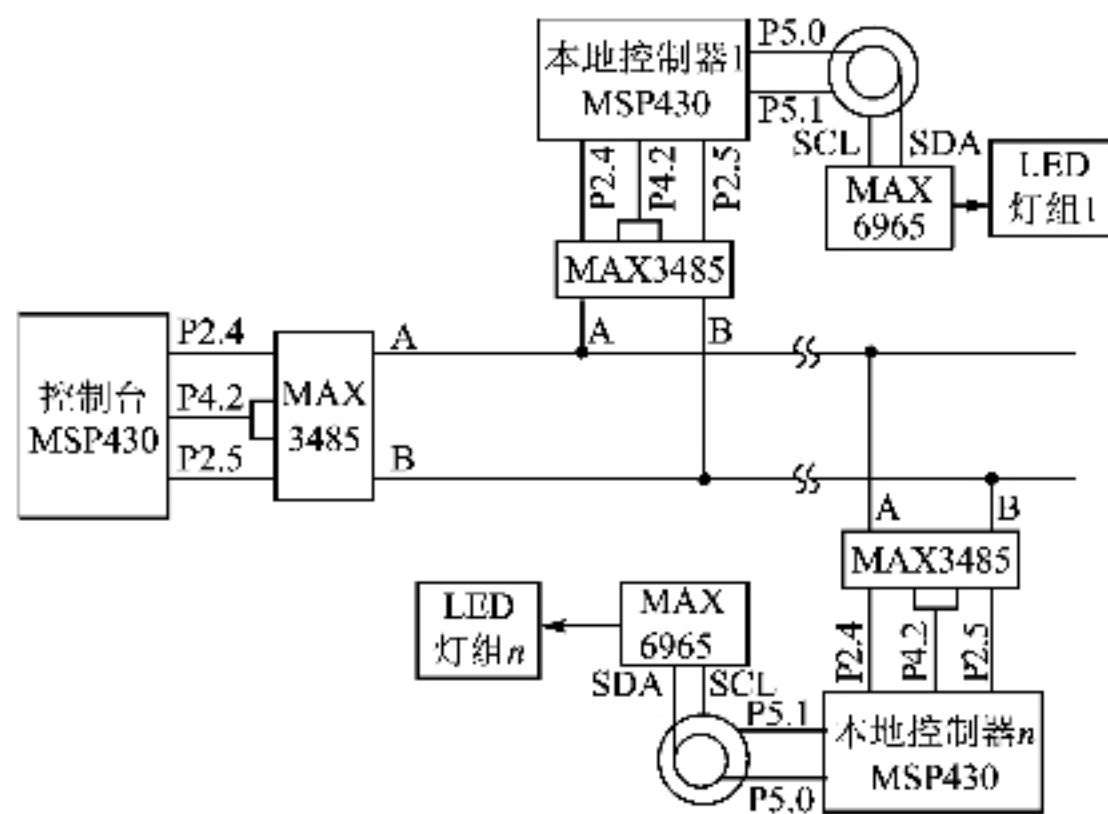 本地控制器1
MSP430
P5.0
P5.1
SCL
SDA
MAX
6965
LED
灯组1
P2.4
P4.2
P2.5
MAX3485
A
B
控制台
MSP430
P2.4
P4.2
P2.5
MAX
3485
A
B
A
B
MAX3485
P2.4
P4.2
P2.5
LED
灯组n
MAX
6965
SDA
SCL
P5.1
P5.0
本地控制器n
MSP430